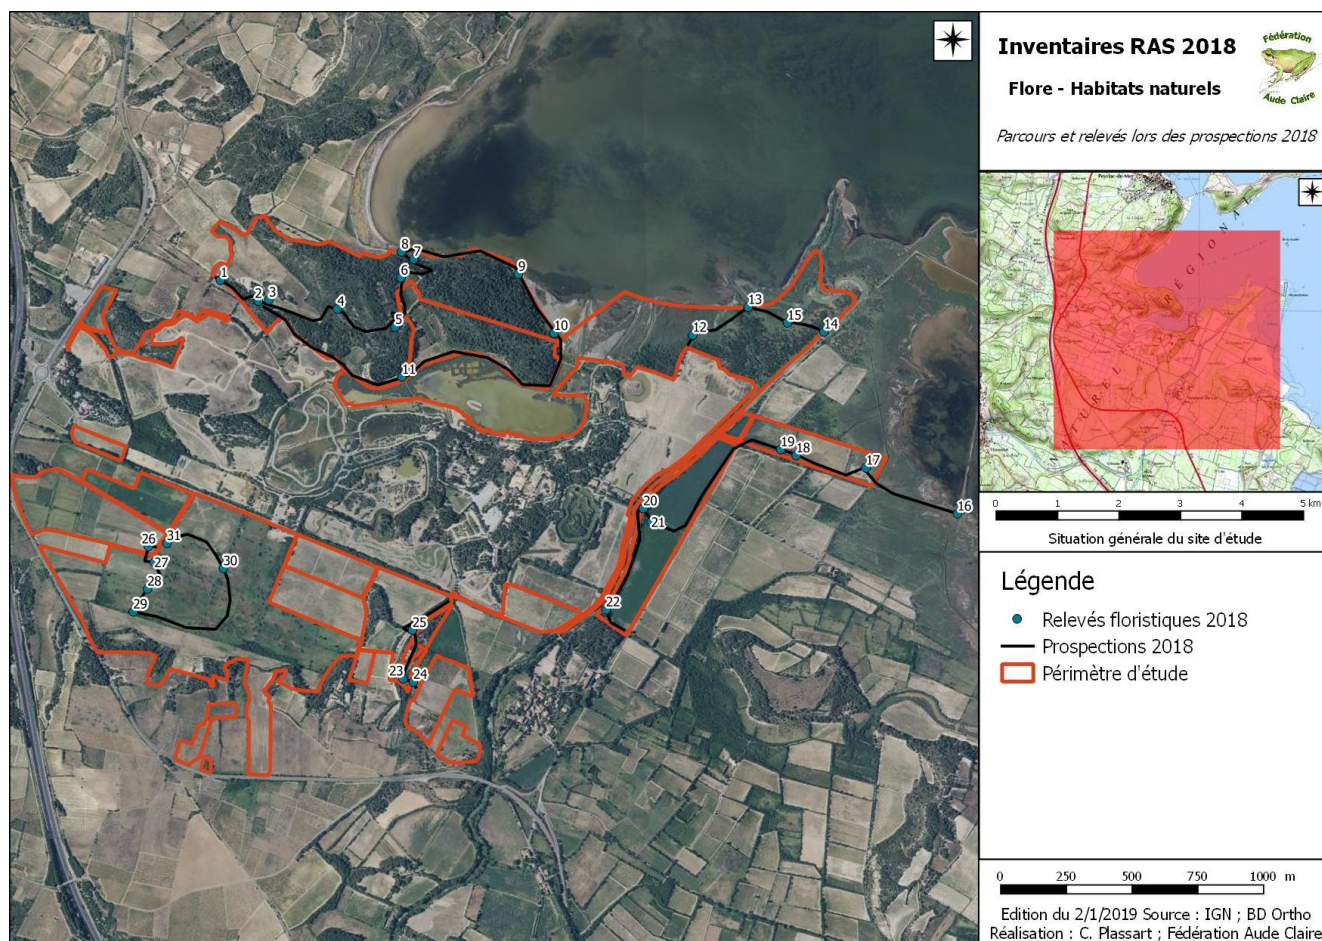 Inventaires RAS 2018
Fédération
Aude Claire
Flore - Habitats naturels
Parcours et relevés lors des prospections 2018
Peyriac-de-Mer
RÉGIONAL
0 1 2 3 4 5 km
Situation générale du site d'étude
Légende
Relevés floristiques 2018
Prospections 2018
Périmètre d'étude
0 250 500 750 1000 m
Edition du 2/1/2019 Source : IGN ; BD Ortho
Réalisation : C. Plassart ; Fédération Aude Claire
8
7
6
9
1
2
3
4
5
10
11
12
13
15
14
19
18
17
16
20
21
22
26
31
27
30
28
29
25
23
24